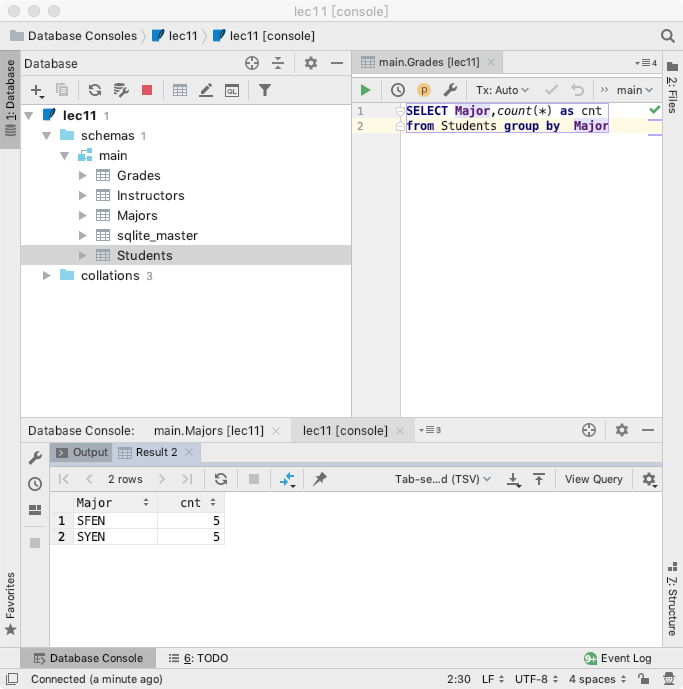 lec11 [console]
Database Consoles lec11 lec11 [console]
1: Database
Database
lec11 1
schemas 1
main
Grades
Instructors
Majors
sqlite_master
Students
collations 3
main.Grades [lec11] 4
Tx: Auto main
1 SELECT Major,count(*) as cnt
2 from Students group by Major
2: Files
Database Console: main.Majors [lec11] lec11 [console] 3
Output Result 2
2 rows Tab-se...d (TSV) View Query
Major cnt
1 SFEN 5
2 SYEN 5
Favorites
7: Structure
Database Console 6: TODO 9+ Event Log
Connected (a minute ago) 2:30 LF UTF-8 4 spaces